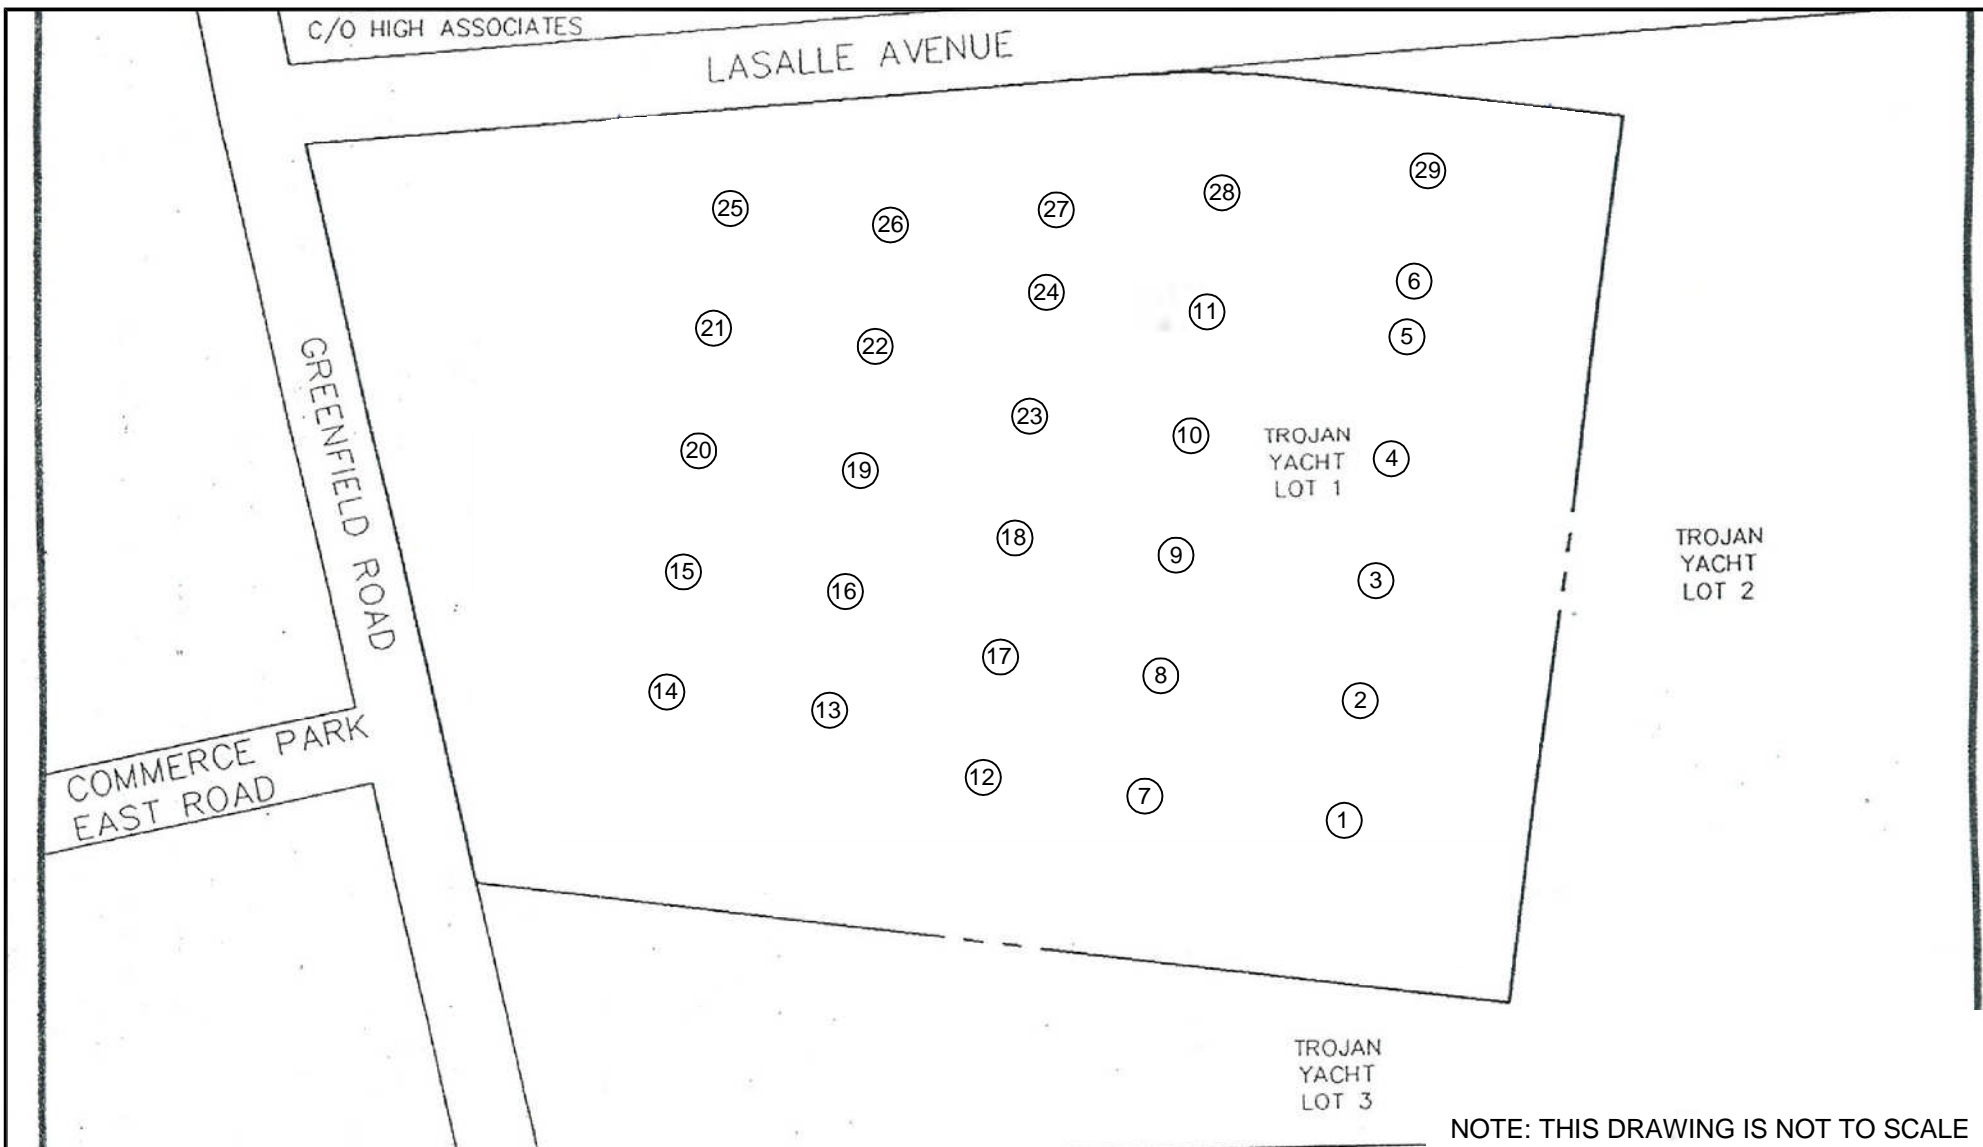 C/O HIGH ASSOCIATES
LASALLE AVENUE
29
28
25
27
26
6
24
11
21
5
22
GREENFIELD ROAD
23
10
TROJAN
YACHT
LOT 1
20
4
19
18
9
TROJAN
YACHT
LOT 2
15
3
16
17
8
14
2
13
COMMERCE PARK
EAST ROAD
12
7
1
TROJAN
YACHT
LOT 3
NOTE: THIS DRAWING IS NOT TO SCALE